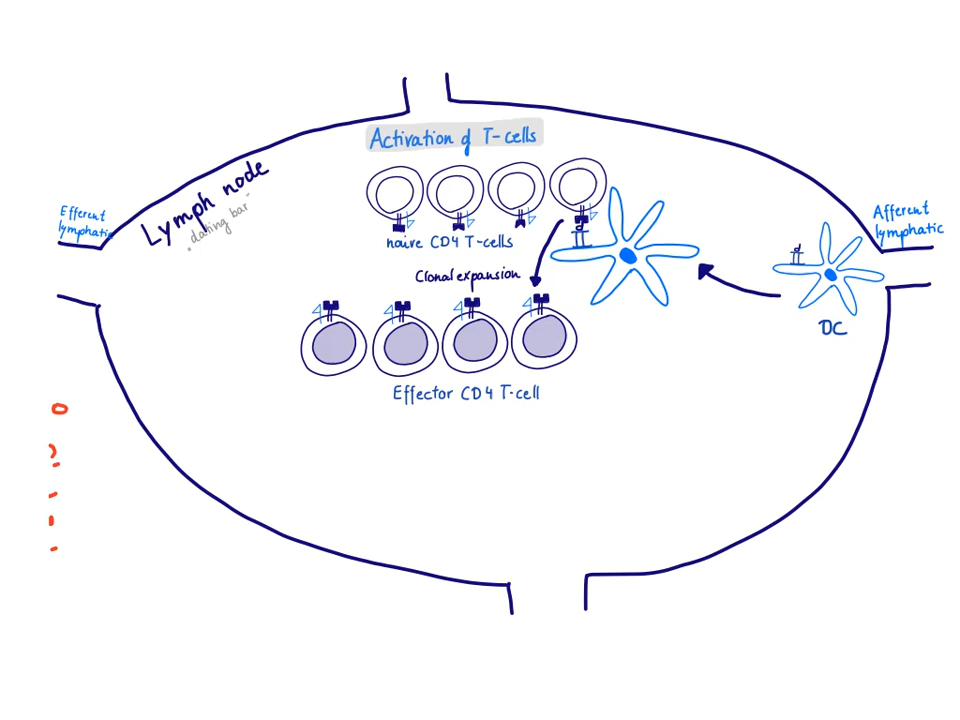 Activation of T-cells
Lymph node
"dating bar"
Efferent
lymphatic
Afferent
lymphatic
naive CD4 T-cells
Clonal expansion
DC
Effector CD4 T-cell